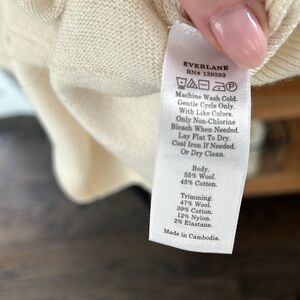 EVERLANE
RN# 139393
Machine Wash Cold.
Gentle Cycle Only.
With Like Colors.
Only Non-Chlorine
Bleach When Needed.
Lay Flat To Dry.
Cool Iron If Needed.
Or Dry Clean.
Body.
55% Wool.
45% Cotton.
Trimming.
47% Wool.
39% Cotton.
12% Nylon.
2% Elastane.
Made in Cambodia.